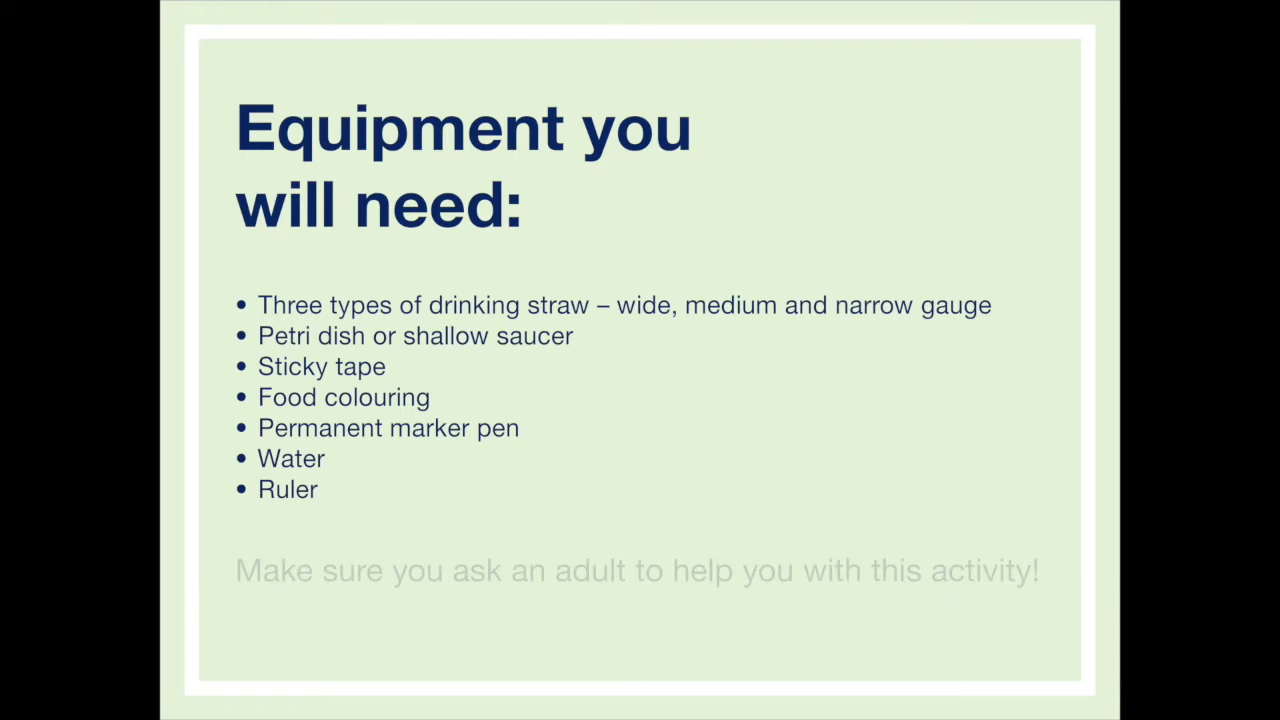 Equipment you
will need:
• Three types of drinking straw – wide, medium and narrow gauge
• Petri dish or shallow saucer
• Sticky tape
• Food colouring
• Permanent marker pen
• Water
• Ruler
Make sure you ask an adult to help you with this activity!